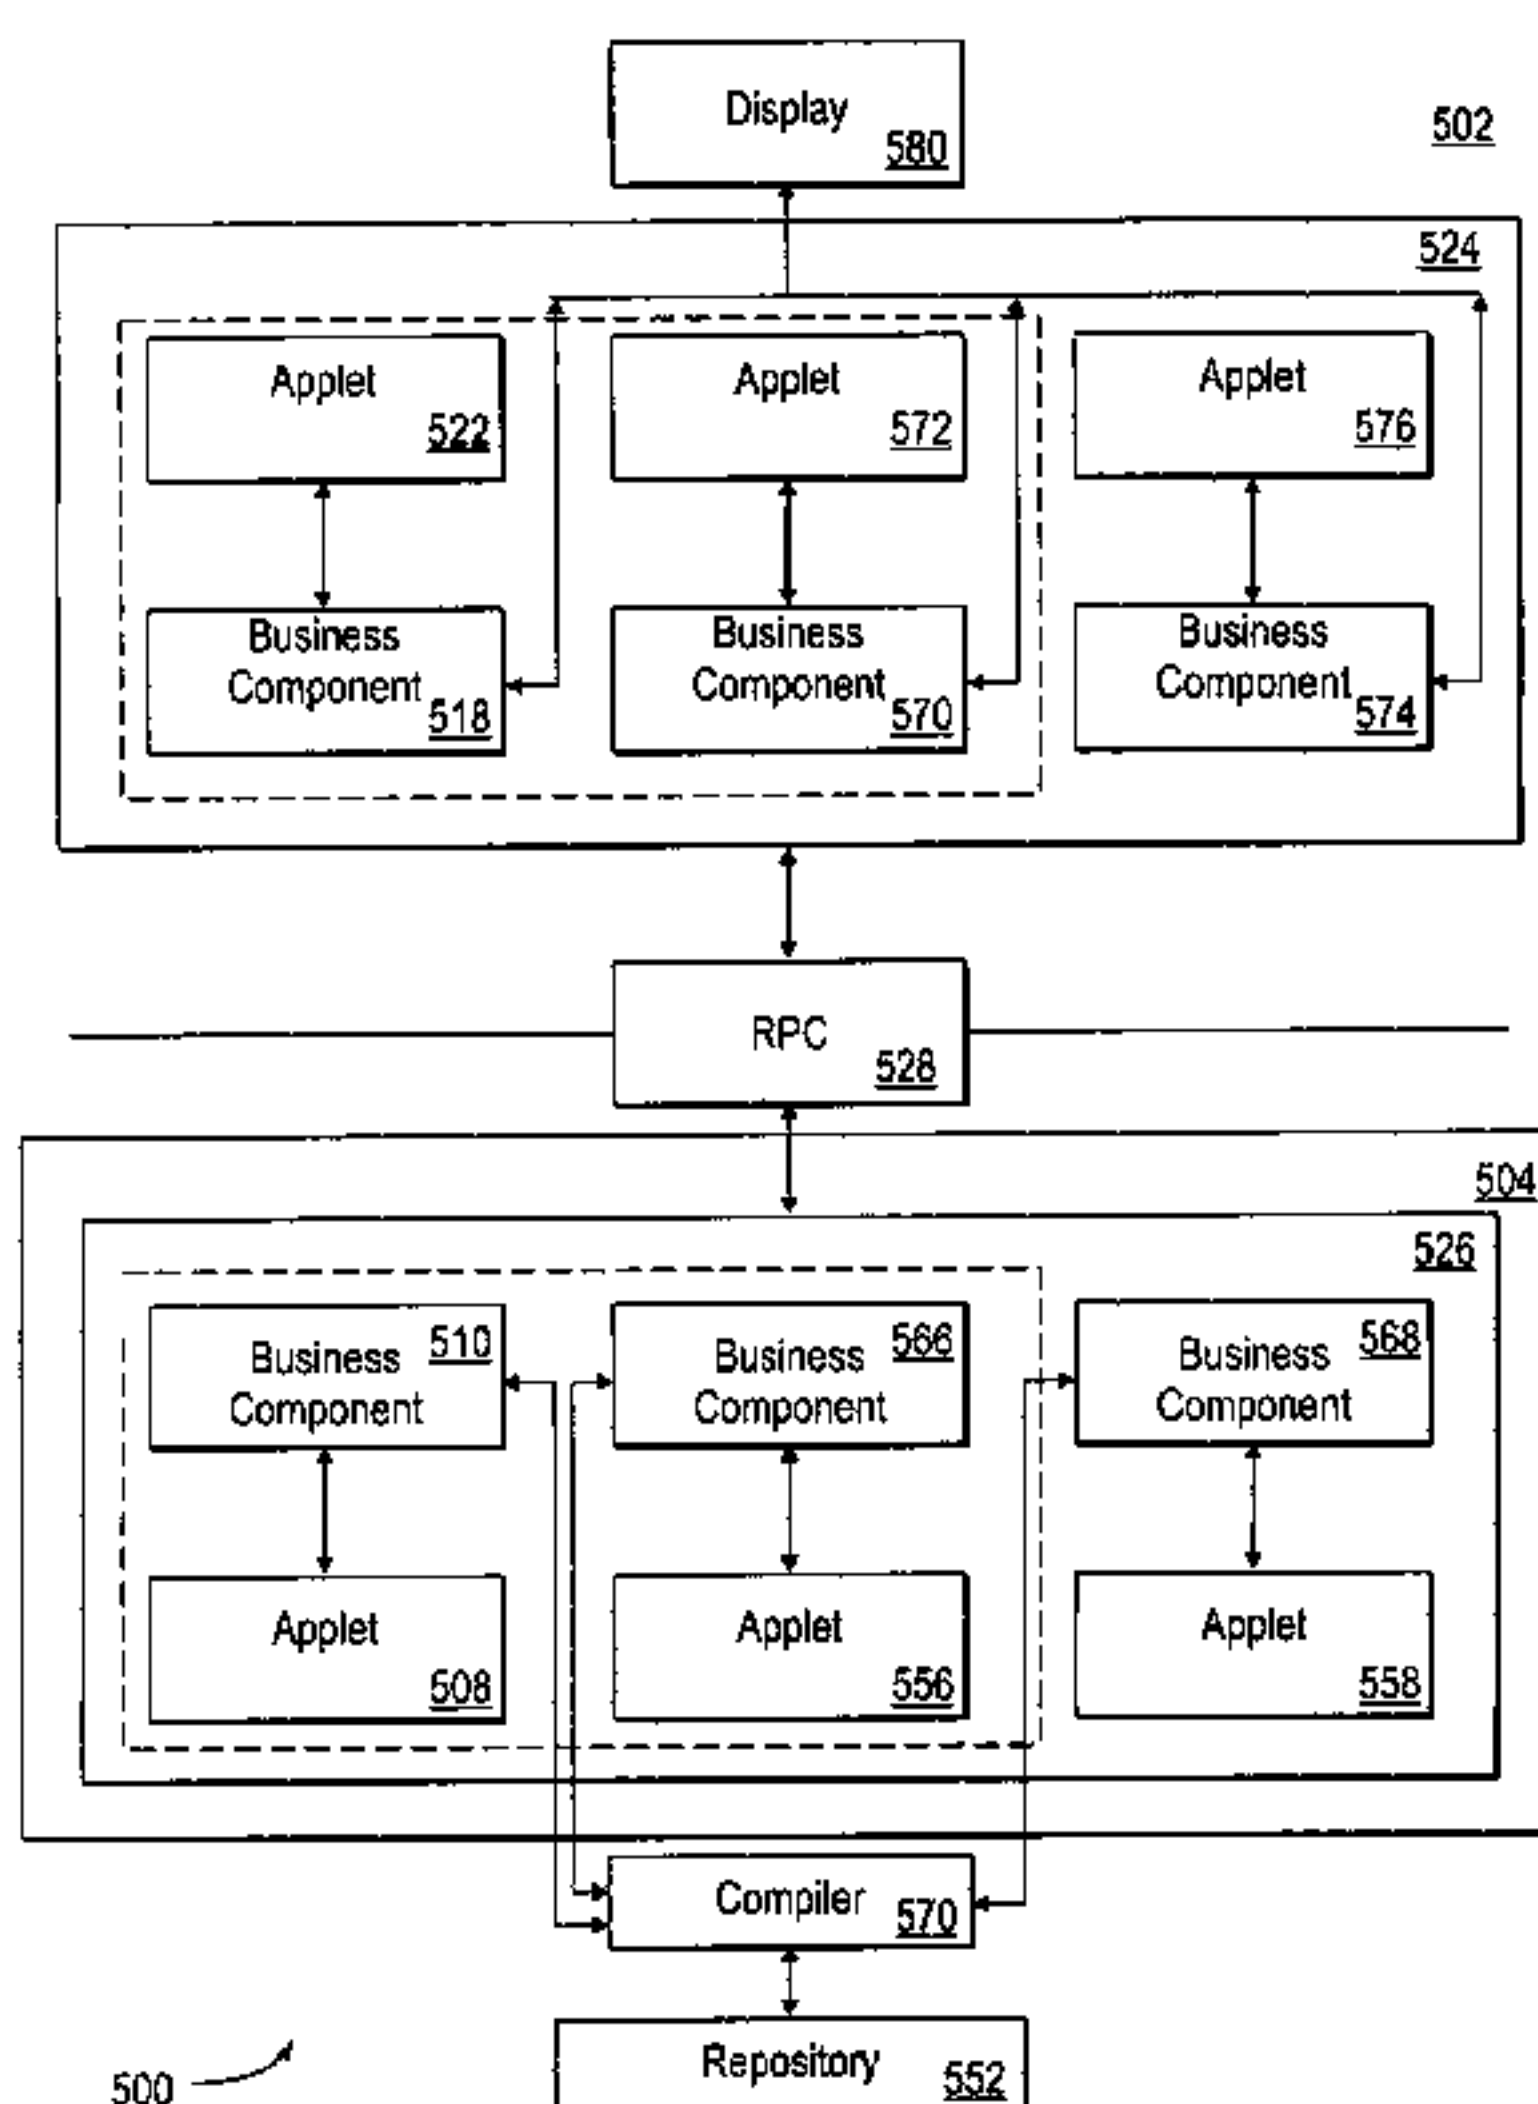 Display
580
502
524
Applet
522
Applet
572
Applet
576
Business
Component
518
Business
Component
570
Business
Component
574
RPC
528
504
526
Business
Component
510
Business
Component
566
Business
Component
568
Applet
508
Applet
556
Applet
558
Compiler
570
Repository
552
500